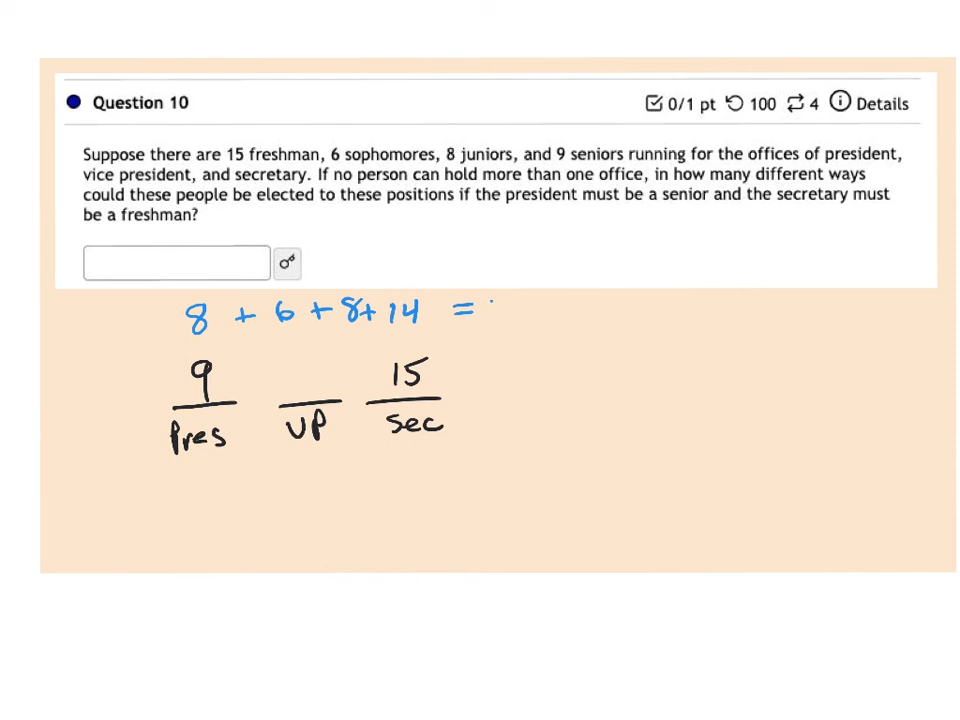 Question 10 0/1 pt 100 4 Details
Suppose there are 15 freshman, 6 sophomores, 8 juniors, and 9 seniors running for the offices of president,
vice president, and secretary. If no person can hold more than one office, in how many different ways
could these people be elected to these positions if the president must be a senior and the secretary must
be a freshman?
8 + 6 + 8 + 14 =
9 15
Pres VP Sec